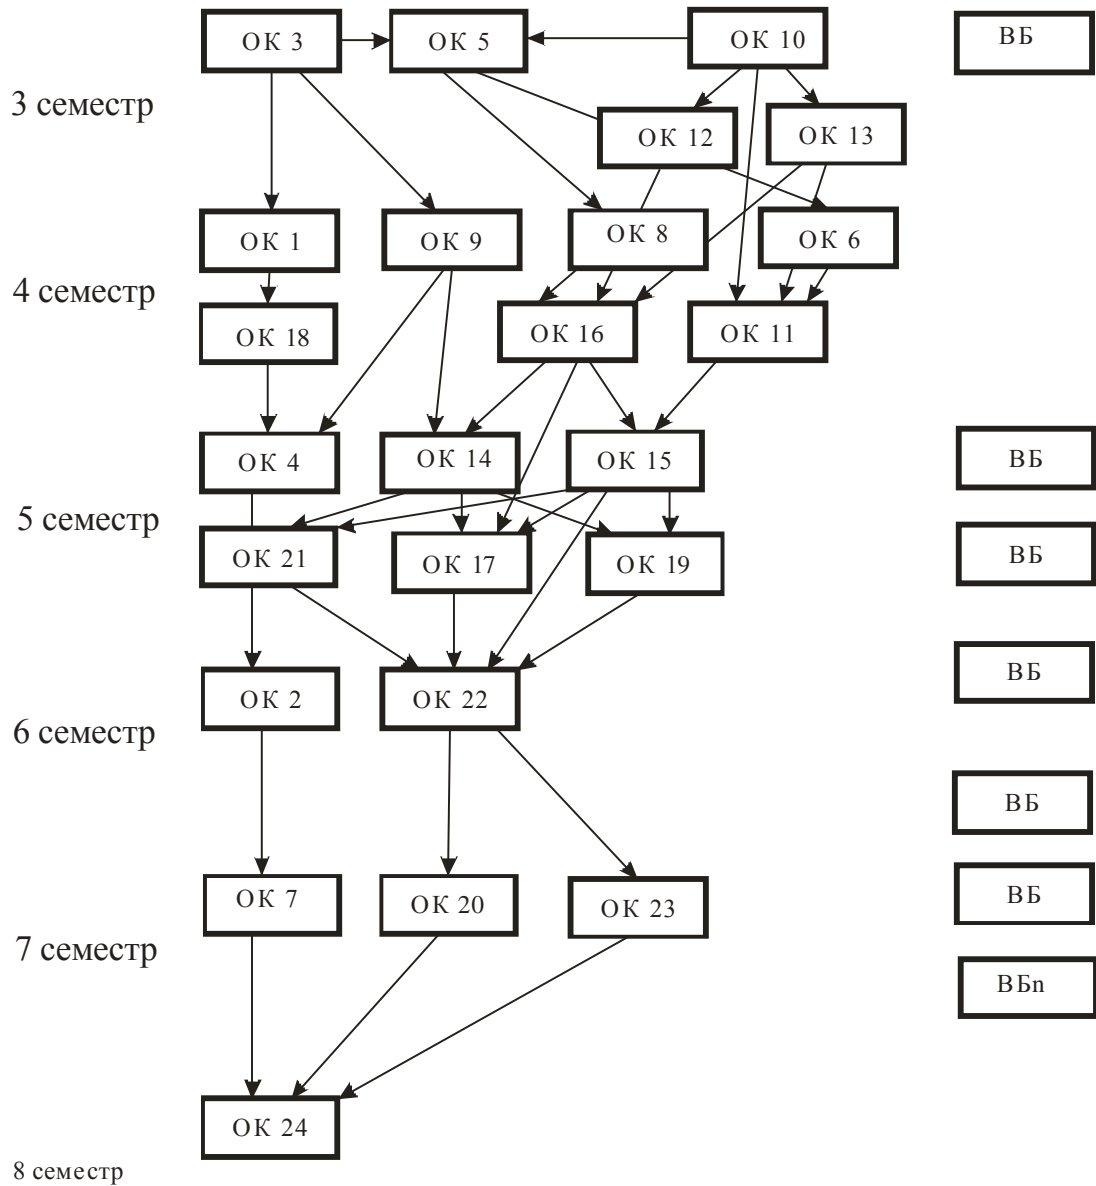 ОК 3
ОК 5
ОК 10
ВБ
3 семестр
ОК 12
ОК 13
ОК 1
ОК 9
ОК 8
ОК 6
4 семестр
ОК 18
ОК 16
ОК 11
ОК 4
ОК 14
ОК 15
ВБ
5 семестр
ОК 21
ОК 17
ОК 19
ВБ
ОК 2
ОК 22
ВБ
6 семестр
ВБ
ОК 7
ОК 20
ОК 23
ВБ
7 семестр
ВБn
ОК 24
8 семестр